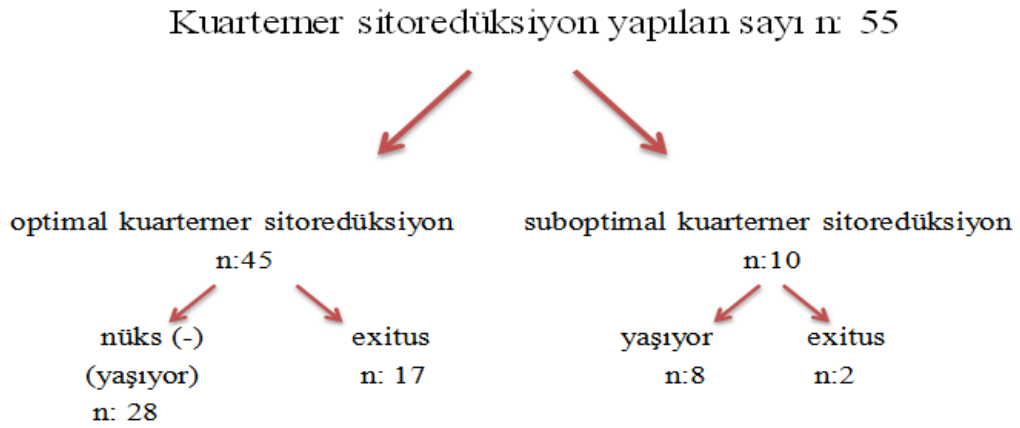 Kuarterner sitoredüksiyon yapılan sayı n: 55
optimal kuarterner sitoredüksiyon
n:45
nüks (-)
(yaşıyor)
n: 28
exitus
n: 17
suboptimal kuarterner sitoredüksiyon
n:10
yaşıyor
n:8
exitus
n:2